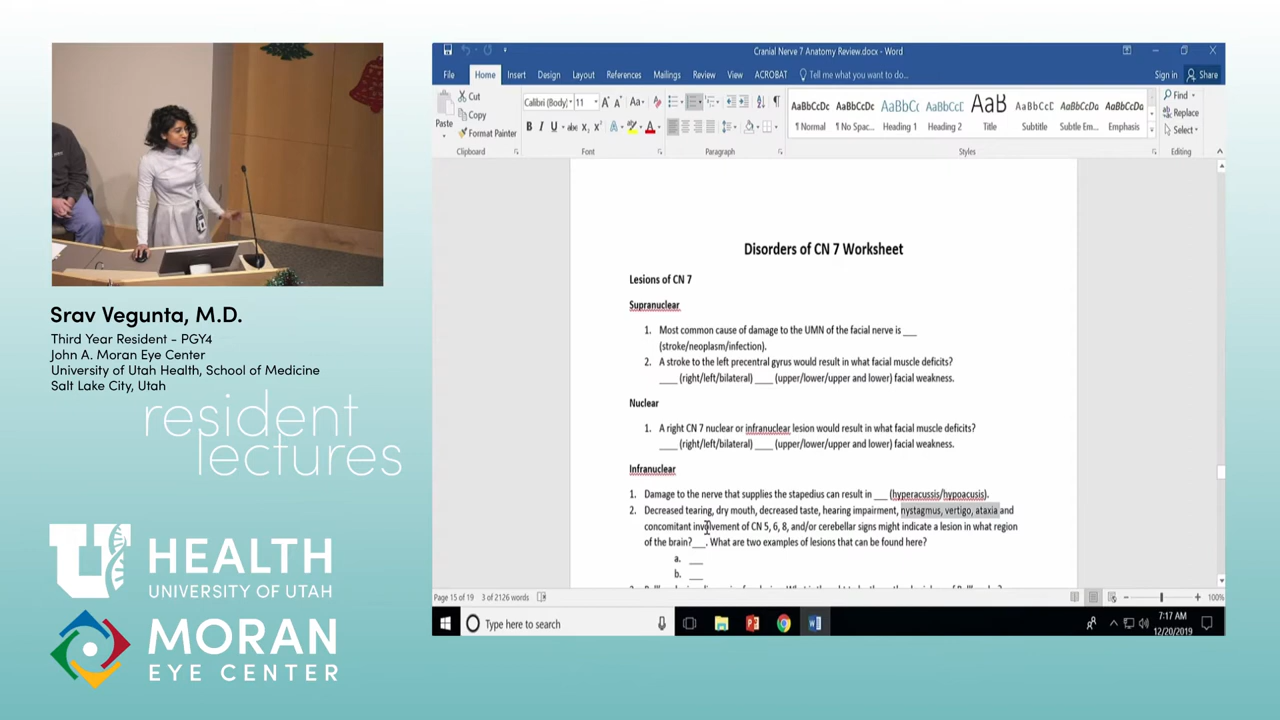 Srav Vegunta, M.D.
Third Year Resident - PGY4
John A. Moran Eye Center
University of Utah Health, School of Medicine
Salt Lake City, Utah
resident
lectures
U
HEALTH
UNIVERSITY OF UTAH
MORAN
EYE CENTER
Cranial Nerve 7 Anatomy Review.docx - Word
File Home Insert Design Layout References Mailings Review View ACROBAT Tell me what you want to do... Sign in Share
Paste
Cut
Copy
Format Painter
Clipboard
Calibri (Body) 11
Font
Paragraph
AaBbCcDc AaBbCcDc AaBbCc AaBbCcC AaB AaBbCcC AaBbCcDa AaBbCcDa
¶ Normal ¶ No Spac... Heading 1 Heading 2 Title Subtitle Subtle Em... Emphasis
Styles
Find
Replace
Select
Editing
Disorders of CN 7 Worksheet
Lesions of CN 7
Supranuclear
1. Most common cause of damage to the UMN of the facial nerve is ___
(stroke/neoplasm/infection).
2. A stroke to the left precentral gyrus would result in what facial muscle deficits?
____ (right/left/bilateral) ____ (upper/lower/upper and lower) facial weakness.
Nuclear
1. A right CN 7 nuclear or infranuclear lesion would result in what facial muscle deficits?
____ (right/left/bilateral) ____ (upper/lower/upper and lower) facial weakness.
Infranuclear
1. Damage to the nerve that supplies the stapedius can result in ___ (hyperacussis/hypoacusis).
2. Decreased tearing, dry mouth, decreased taste, hearing impairment, nystagmus, vertigo, ataxia and
concomitant involvement of CN 5, 6, 8, and/or cerebellar signs might indicate a lesion in what region
of the brain?___. What are two examples of lesions that can be found here?
a. ___
b. ___
Page 15 of 19 3 of 2126 words 100%
Type here to search
7:17 AM
12/20/2019